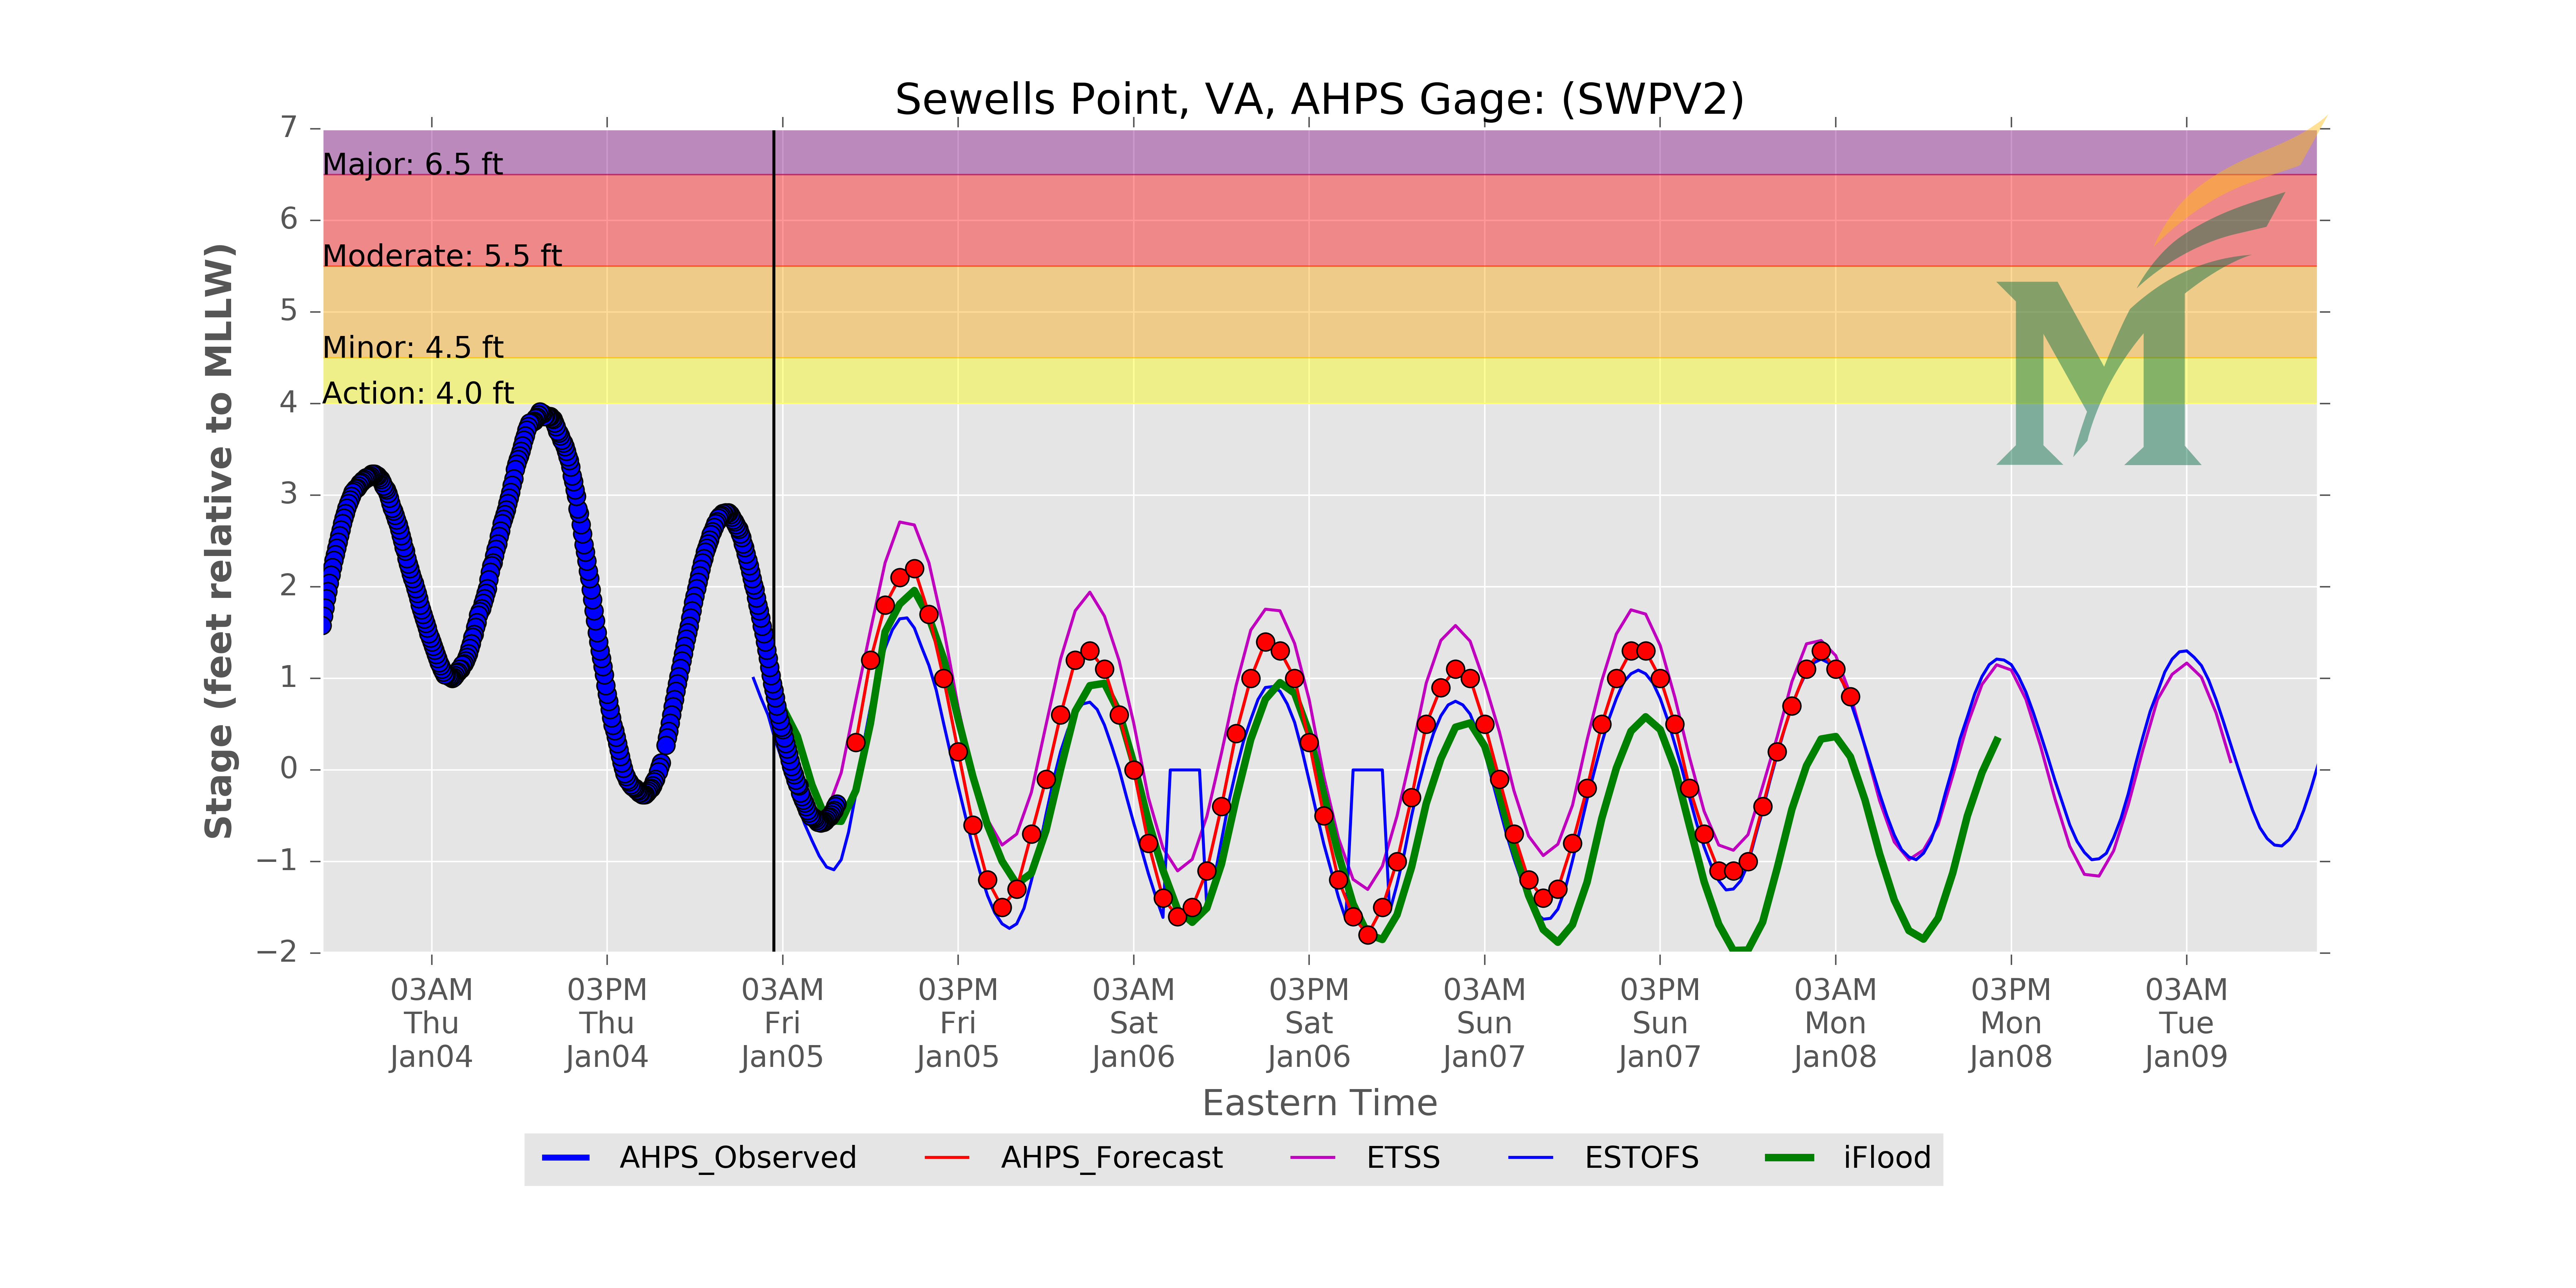 Sewells Point, VA, AHPS Gage: (SWPV2)
Stage (feet relative to MLLW)
7
6
5
4
3
2
1
0
−1
−2
Major: 6.5 ft
Moderate: 5.5 ft
Minor: 4.5 ft
Action: 4.0 ft
M
03AM 03PM 03AM 03PM 03AM 03PM 03AM 03PM 03AM 03PM 03AM
Thu Thu Fri Fri Sat Sat Sun Sun Mon Mon Tue
Jan04 Jan04 Jan05 Jan05 Jan06 Jan06 Jan07 Jan07 Jan08 Jan08 Jan09
Eastern Time
AHPS_Observed AHPS_Forecast ETSS ESTOFS iFlood